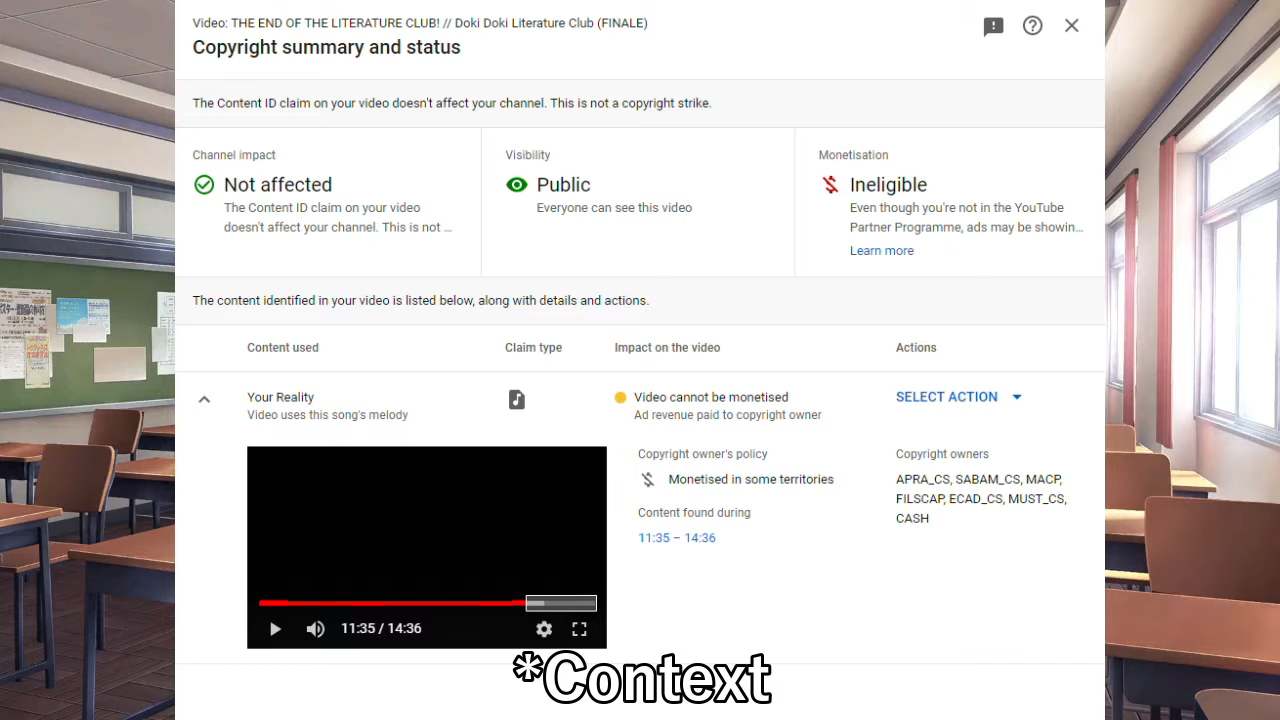 Video: THE END OF THE LITERATURE CLUB! // Doki Doki Literature Club (FINALE)
Copyright summary and status
The Content ID claim on your video doesn't affect your channel. This is not a copyright strike.
Channel impact
Not affected
The Content ID claim on your video
doesn't affect your channel. This is not ...
Visibility
Public
Everyone can see this video
Monetisation
Ineligible
Even though you're not in the YouTube
Partner Programme, ads may be showin...
Learn more
The content identified in your video is listed below, along with details and actions.
Content used
Claim type
Impact on the video
Actions
Your Reality
Video uses this song's melody
Video cannot be monetised
Ad revenue paid to copyright owner
SELECT ACTION
Copyright owner's policy
Monetised in some territories
Content found during
11:35 – 14:36
Copyright owners
APRA_CS, SABAM_CS, MACP,
FILSCAP, ECAD_CS, MUST_CS,
CASH
11:35 / 14:36
*Context